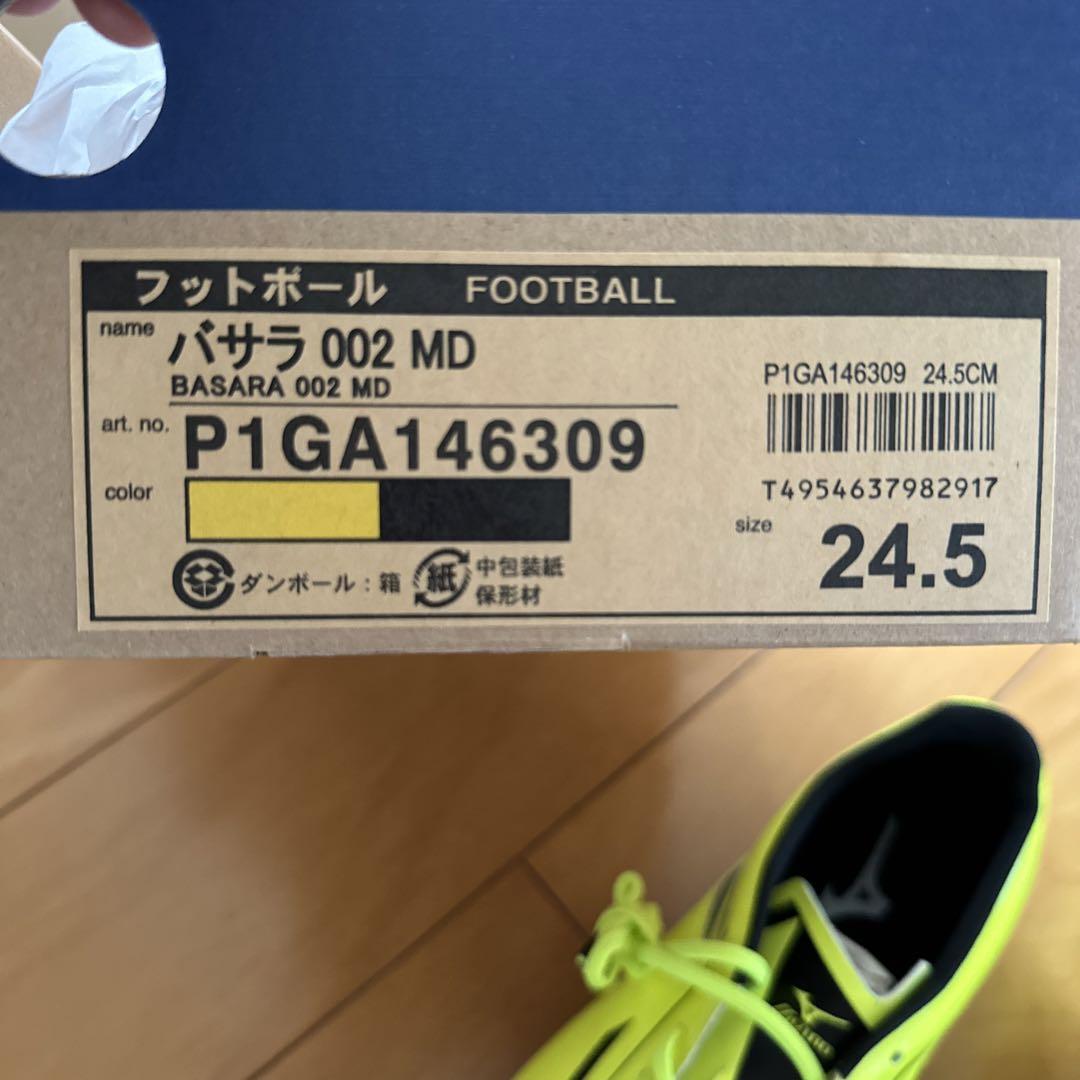 フットボール FOOTBALL
name バサラ 002 MD
BASARA 002 MD
art. no. P1GA146309
color
ダンボール：箱 紙 中包装紙
保形材
P1GA146309 24.5CM
T4954637982917
size 24.5